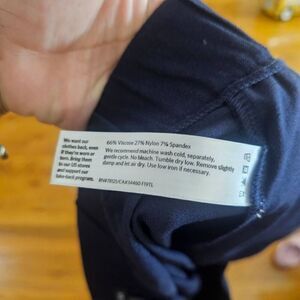 We want our
clothes back, even
if they're worn or
torn. Bring them
to our US stores
and support our
take-back program.
66% Viscose 27% Nylon 7% Spandex
We recommend machine wash cold, separately,
gentle cycle. No bleach. Tumble dry low. Remove slightly
damp and let air dry. Use low iron if necessary.